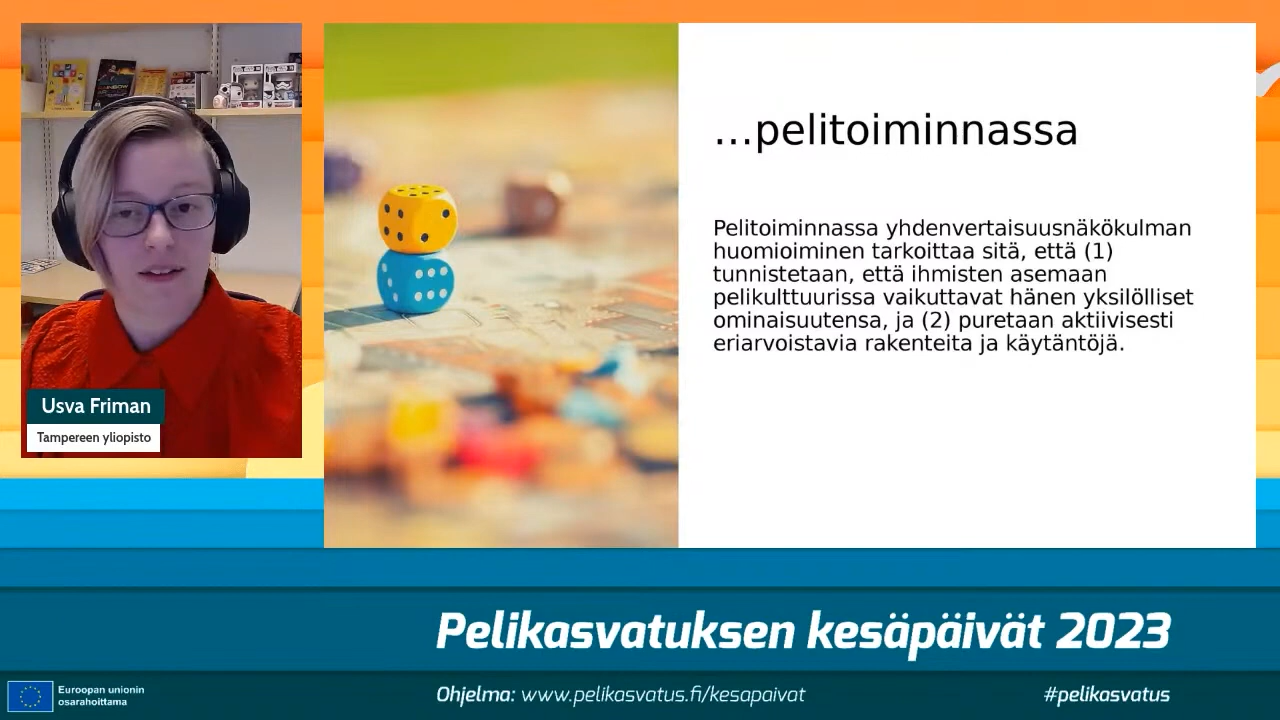 Usva Friman
Tampereen yliopisto
...pelitoiminnassa
Pelitoiminnassa yhdenvertaisuusnäkökulman
huomioiminen tarkoittaa sitä, että (1)
tunnistetaan, että ihmisten asemaan
pelikulttuurissa vaikuttavat hänen yksilölliset
ominaisuutensa, ja (2) puretaan aktiivisesti
eriarvoistavia rakenteita ja käytäntöjä.
Pelikasvatuksen kesäpäivät 2023
Euroopan unionin
osarahoittama
Ohjelma: www.pelikasvatus.fi/kesapaivat
#pelikasvatus